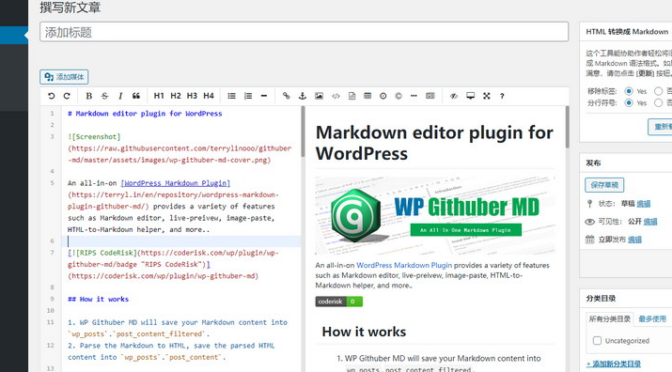 撰写新文章
添加标题
添加媒体
B S I H1 H2 H3 H4
1 # Markdown editor plugin for WordPress
2
3 ![Screenshot]
(https://raw.githubusercontent.com/terrylinooo/githuber
-md/master/assets/images/wp-githuber-md-cover.png)
4
5 An all-in-on [WordPress Markdown Plugin]
(https://terryl.in/en/repository/wordpress-markdown-
plugin-githuber-md/) provides a variety of features
such as Markdown editor, live-preivew, image-paste,
HTML-to-Markdown helper, and more..
6
7 [![RIPS CodeRisk](https://coderisk.com/wp/plugin/wp-
githuber-md/badge "RIPS CodeRisk")]
(https://coderisk.com/wp/plugin/wp-githuber-md)
8
9 ## How it works
10
11 1. WP Githuber MD will save your Markdown content into
`wp_posts`.`post_content_filtered`.
12 2. Parse the Markdown to HTML, save the parsed HTML
content into `wp_posts`.`post_content`.
13
Markdown editor plugin for
WordPress
WP Githuber MD
An All-In-One Markdown Plugin
An all-in-on WordPress Markdown Plugin provides a variety of features
such as Markdown editor, live-preivew, image-paste, HTML-to-
Markdown helper, and more..
coderisk 0
How it works
1. WP Githuber MD will save your Markdown content into
wp_posts.post_content_filtered.
HTML 转换成 Markdown
这个工具能协助作者轻松将
成 Markdown 语法格式。如
满意，请勿点击 [更新] 按钮。
移除标签: Yes 否
分行符号: Yes 否
重新
发布
保存草稿
状态：草稿 编辑
可见性：公开 编辑
立即发布 编辑
分类目录
所有分类目录 最多使用
Uncategorized
+ 添加新分类目录